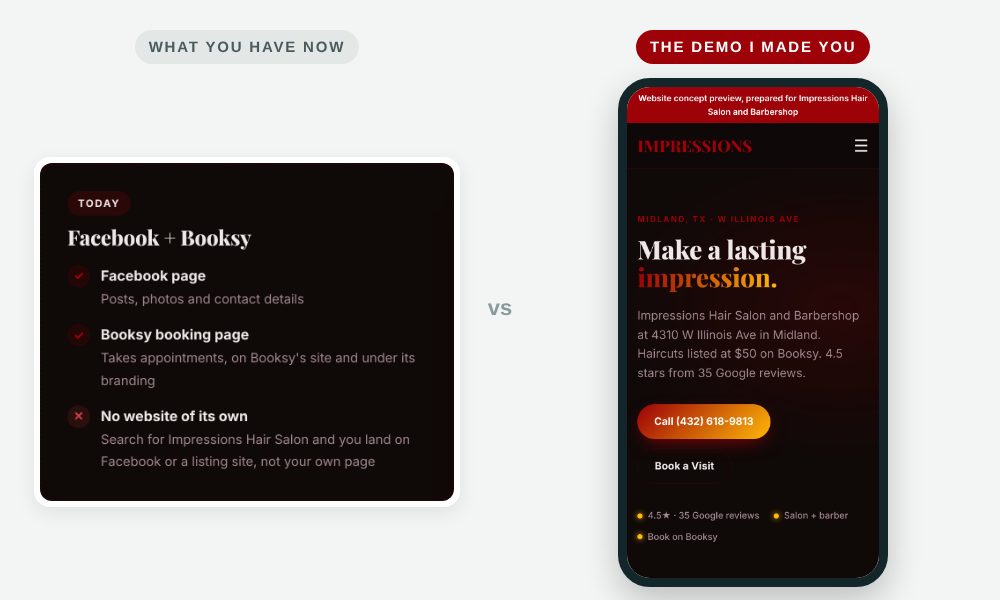 WHAT YOU HAVE NOW
TODAY
Facebook + Booksy
Facebook page
Posts, photos and contact details
Booksy booking page
Takes appointments, on Booksy's site and under its
branding
No website of its own
Search for Impressions Hair Salon and you land on
Facebook or a listing site, not your own page
vs
THE DEMO I MADE YOU
Website concept preview, prepared for Impressions Hair
Salon and Barbershop
IMPRESSIONS
MIDLAND, TX · W ILLINOIS AVE
Make a lasting
impression.
Impressions Hair Salon and Barbershop
at 4310 W Illinois Ave in Midland.
Haircuts listed at $50 on Booksy. 4.5
stars from 35 Google reviews.
Call (432) 618-9813
Book a Visit
4.5★ · 35 Google reviews
Salon + barber
Book on Booksy